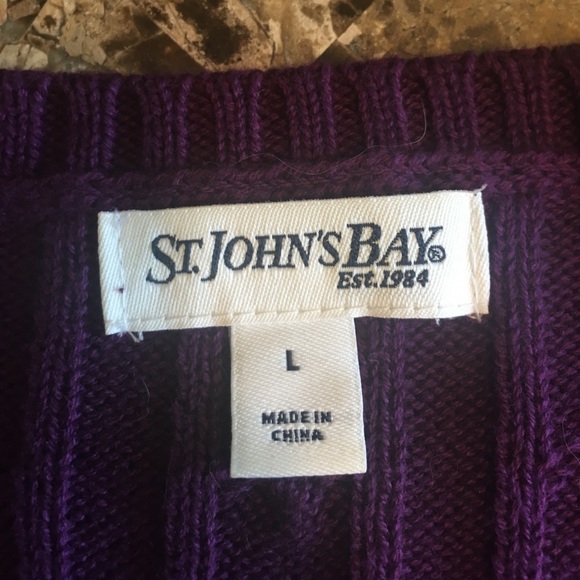 ST. JOHN'S BAY®
EST. 1984
L
MADE IN
CHINA